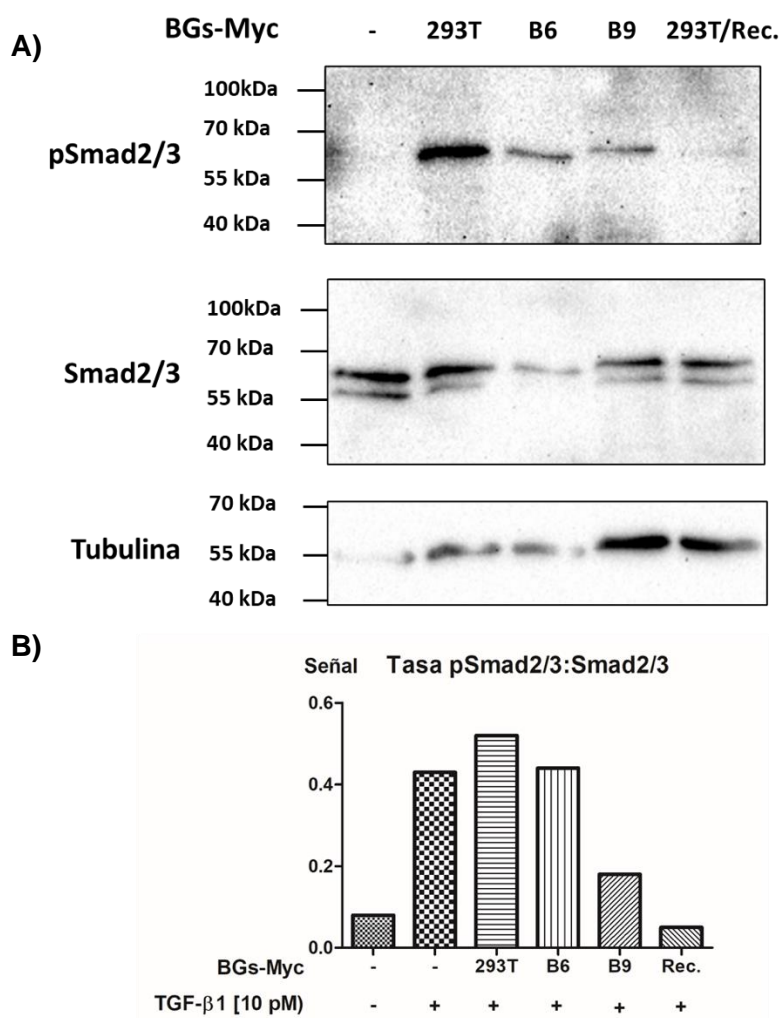 A)
BGs-Myc - 293T B6 B9 293T/Rec.
pSmad2/3
100kDa
70 kDa
55 kDa
40 kDa
Smad2/3
100kDa
70 kDa
55 kDa
40 kDa
Tubulina
70 kDa
55 kDa
40 kDa
B)
Señal Tasa pSmad2/3:Smad2/3
0.6
0.4
0.2
0.0
BGs-Myc - - 293T B6 B9 Rec.
TGF-β1 [10 pM) - + + + + +